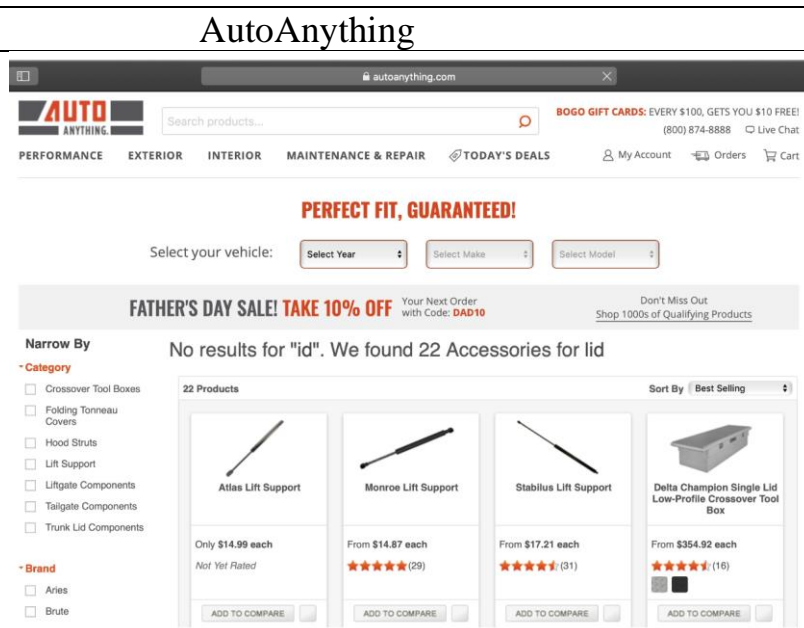 AutoAnything
autoanything.com
AUTO
ANYTHING.
Search products...
BOGO GIFT CARDS: EVERY $100, GETS YOU $10 FREE!
(800) 874-8888 Live Chat
PERFORMANCE EXTERIOR INTERIOR MAINTENANCE & REPAIR TODAY'S DEALS My Account Orders Cart
PERFECT FIT, GUARANTEED!
Select your vehicle: Select Year Select Make Select Model
FATHER'S DAY SALE! TAKE 10% OFF Your Next Order
with Code: DAD10
Don't Miss Out
Shop 1000s of Qualifying Products
Narrow By
Category
Crossover Tool Boxes
Folding Tonneau
Covers
Hood Struts
Lift Support
Liftgate Components
Tailgate Components
Trunk Lid Components
Brand
Aries
Brute
No results for "id". We found 22 Accessories for lid
22 Products Sort By Best Selling
Atlas Lift Support
Only $14.99 each
Not Yet Rated
ADD TO COMPARE
Monroe Lift Support
From $14.87 each
(29)
ADD TO COMPARE
Stabilus Lift Support
From $17.21 each
(31)
ADD TO COMPARE
Delta Champion Single Lid
Low-Profile Crossover Tool
Box
From $354.92 each
(16)
ADD TO COMPARE